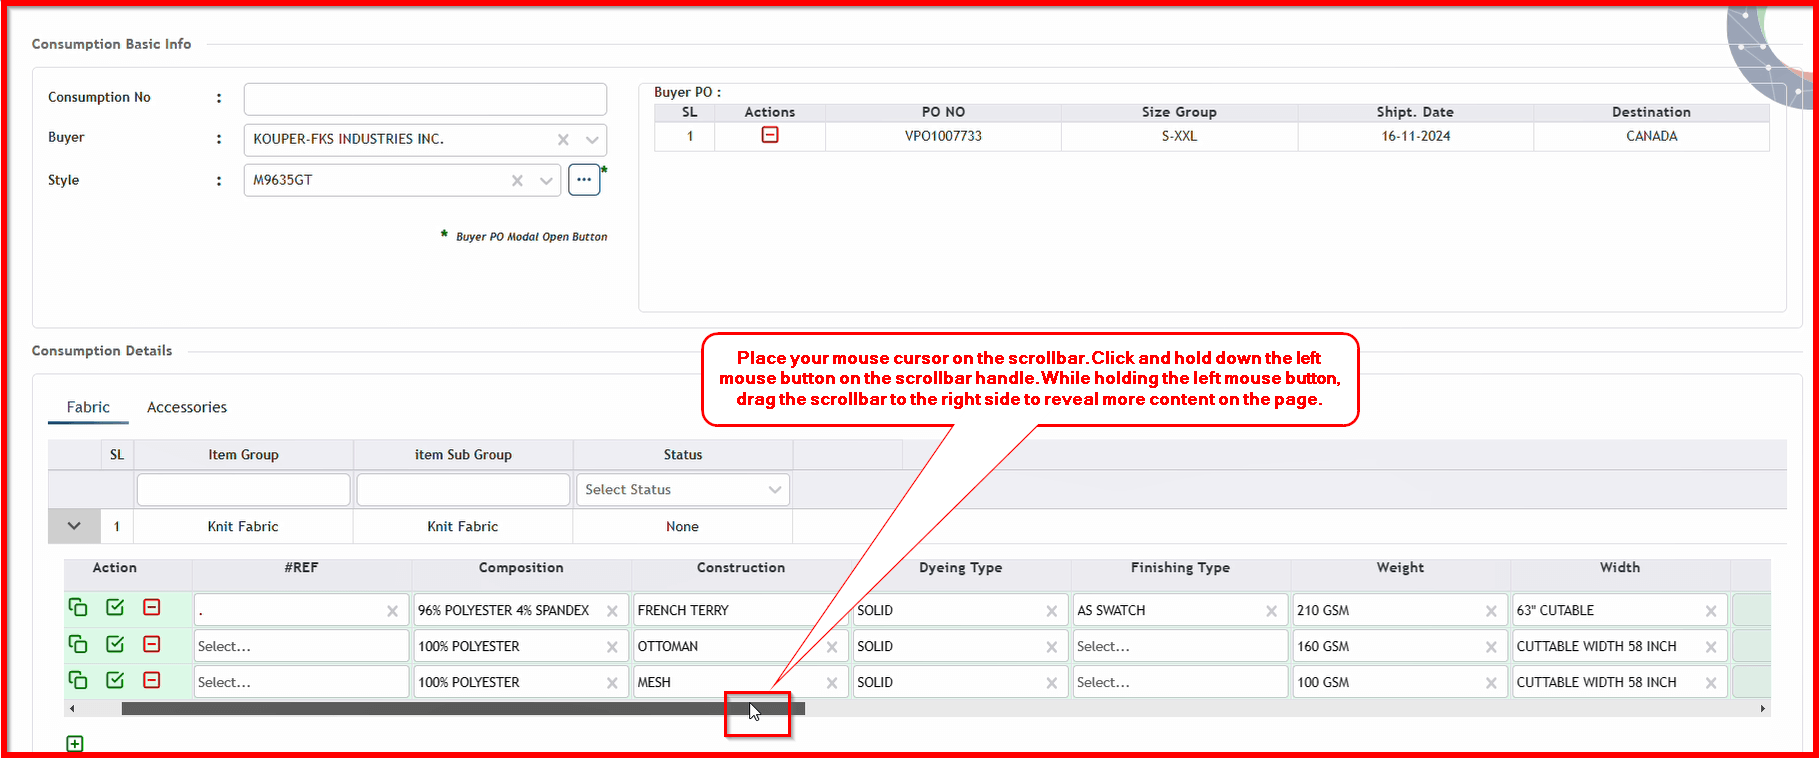 Consumption Basic Info
Consumption No :
Buyer : KOUPER-FKS INDUSTRIES INC.
Style : M9635GT ... *
* Buyer PO Modal Open Button
Buyer PO :
SL Actions PO NO Size Group Shipt. Date Destination
1 VPO1007733 S-XXL 16-11-2024 CANADA
Consumption Details
Place your mouse cursor on the scrollbar. Click and hold down the left
mouse button on the scrollbar handle. While holding the left mouse button,
drag the scrollbar to the right side to reveal more content on the page.
Fabric Accessories
SL Item Group item Sub Group Status
Select Status
1 Knit Fabric Knit Fabric None
Action #REF Composition Construction Dyeing Type Finishing Type Weight Width
. 96% POLYESTER 4% SPANDEX FRENCH TERRY SOLID AS SWATCH 210 GSM 63" CUTABLE
Select... 100% POLYESTER OTTOMAN SOLID Select... 160 GSM CUTTABLE WIDTH 58 INCH
Select... 100% POLYESTER MESH SOLID Select... 100 GSM CUTTABLE WIDTH 58 INCH